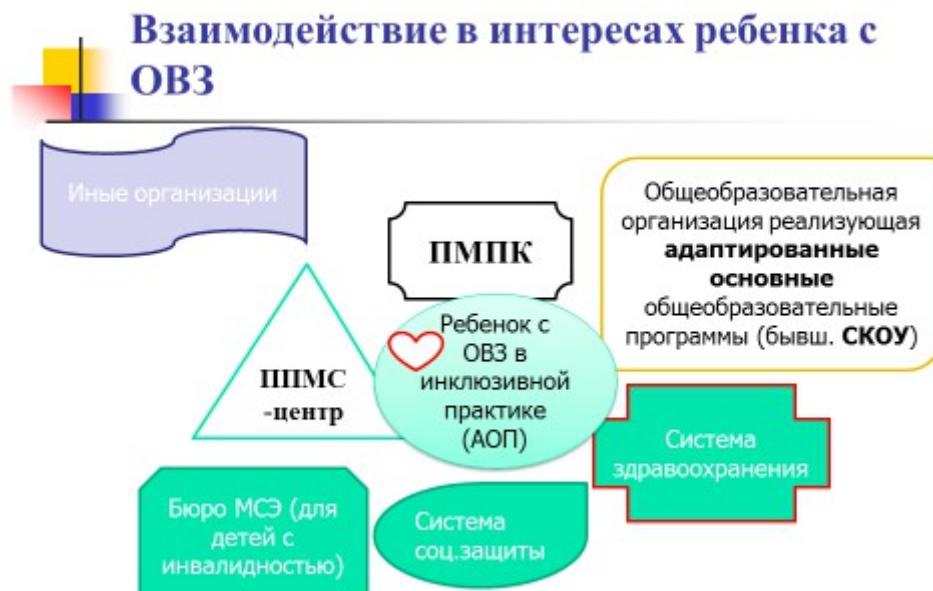 Взаимодействие в интересах ребенка с
ОВЗ
Иные организации
ПМПК
Общеобразовательная
организация реализующая
адаптированные
основные
общеобразовательные
программы (бывш. СКОУ)
ППМС
-центр
Ребенок с
ОВЗ в
инклюзивной
практике
(АОП)
Система
здравоохранения
Бюро МСЭ (для
детей с
инвалидностью)
Система
соц.защиты